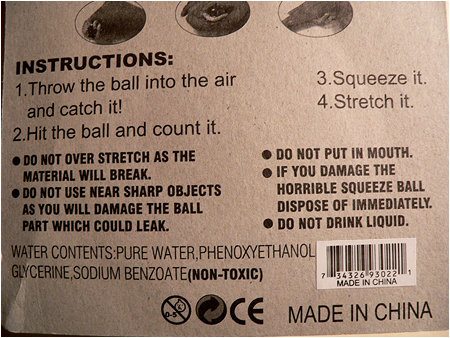 INSTRUCTIONS:
1.Throw the ball into the air
and catch it!
2.Hit the ball and count it.
3.Squeeze it.
4.Stretch it.
● DO NOT OVER STRETCH AS THE
MATERIAL WILL BREAK.
● DO NOT USE NEAR SHARP OBJECTS
AS YOU WILL DAMAGE THE BALL
PART WHICH COULD LEAK.
● DO NOT PUT IN MOUTH.
● IF YOU DAMAGE THE
HORRIBLE SQUEEZE BALL
DISPOSE OF IMMEDIATELY.
● DO NOT DRINK LIQUID.
WATER CONTENTS:PURE WATER,PHENOXYETHANOL
GLYCERINE,SODIUM BENZOATE(NON-TOXIC)
7 34326 93022 1
MADE IN CHINA
0-3
CE
MADE IN CHINA